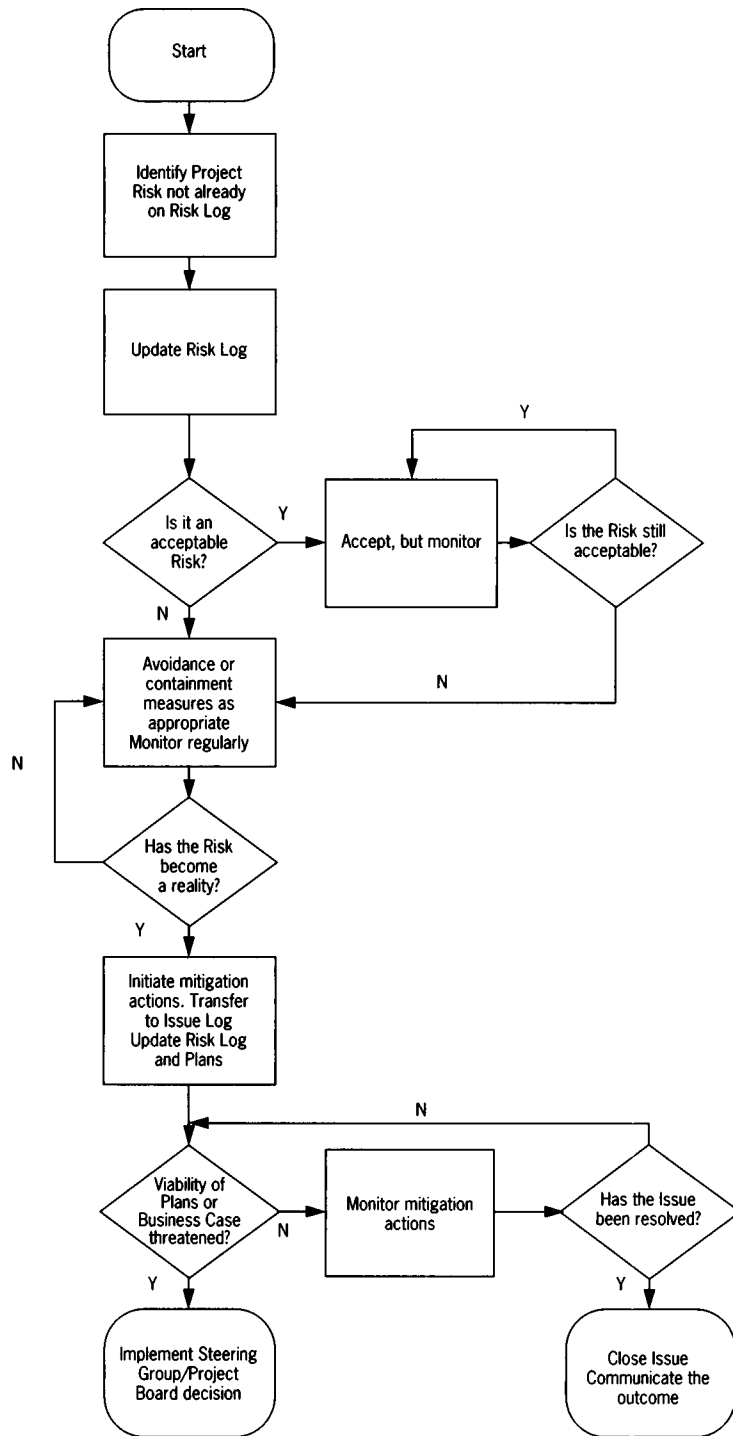 Start
Identify Project
Risk not already
on Risk Log
Update Risk Log
Y
Is it an
acceptable
Risk?
Y
Accept, but monitor
Is the Risk still
acceptable?
N
Avoidance or
containment
measures as
appropriate
Monitor regularly
N
N
Has the Risk
become
a reality?
Y
Initiate mitigation
actions. Transfer
to Issue Log
Update Risk Log
and Plans
N
Viability of
Plans or
Business Case
threatened?
N
Monitor mitigation
actions
Has the Issue
been resolved?
Y
Y
Implement Steering
Group/Project
Board decision
Close Issue
Communicate the
outcome